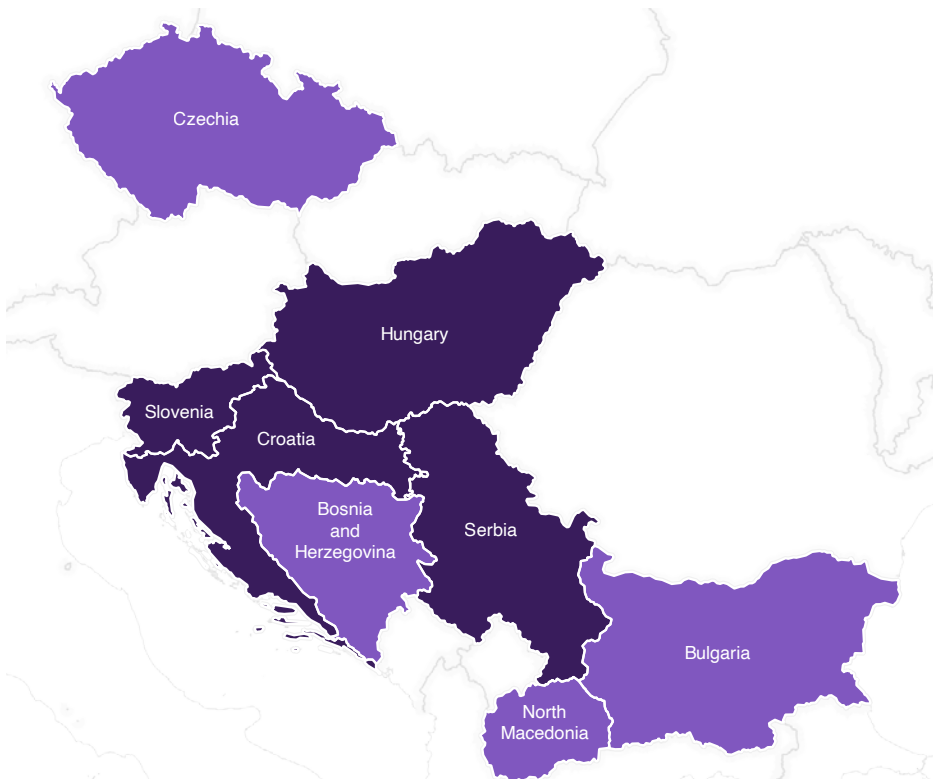 Czechia
Hungary
Slovenia
Croatia
Bosnia
and
Herzegovina
Serbia
Bulgaria
North
Macedonia